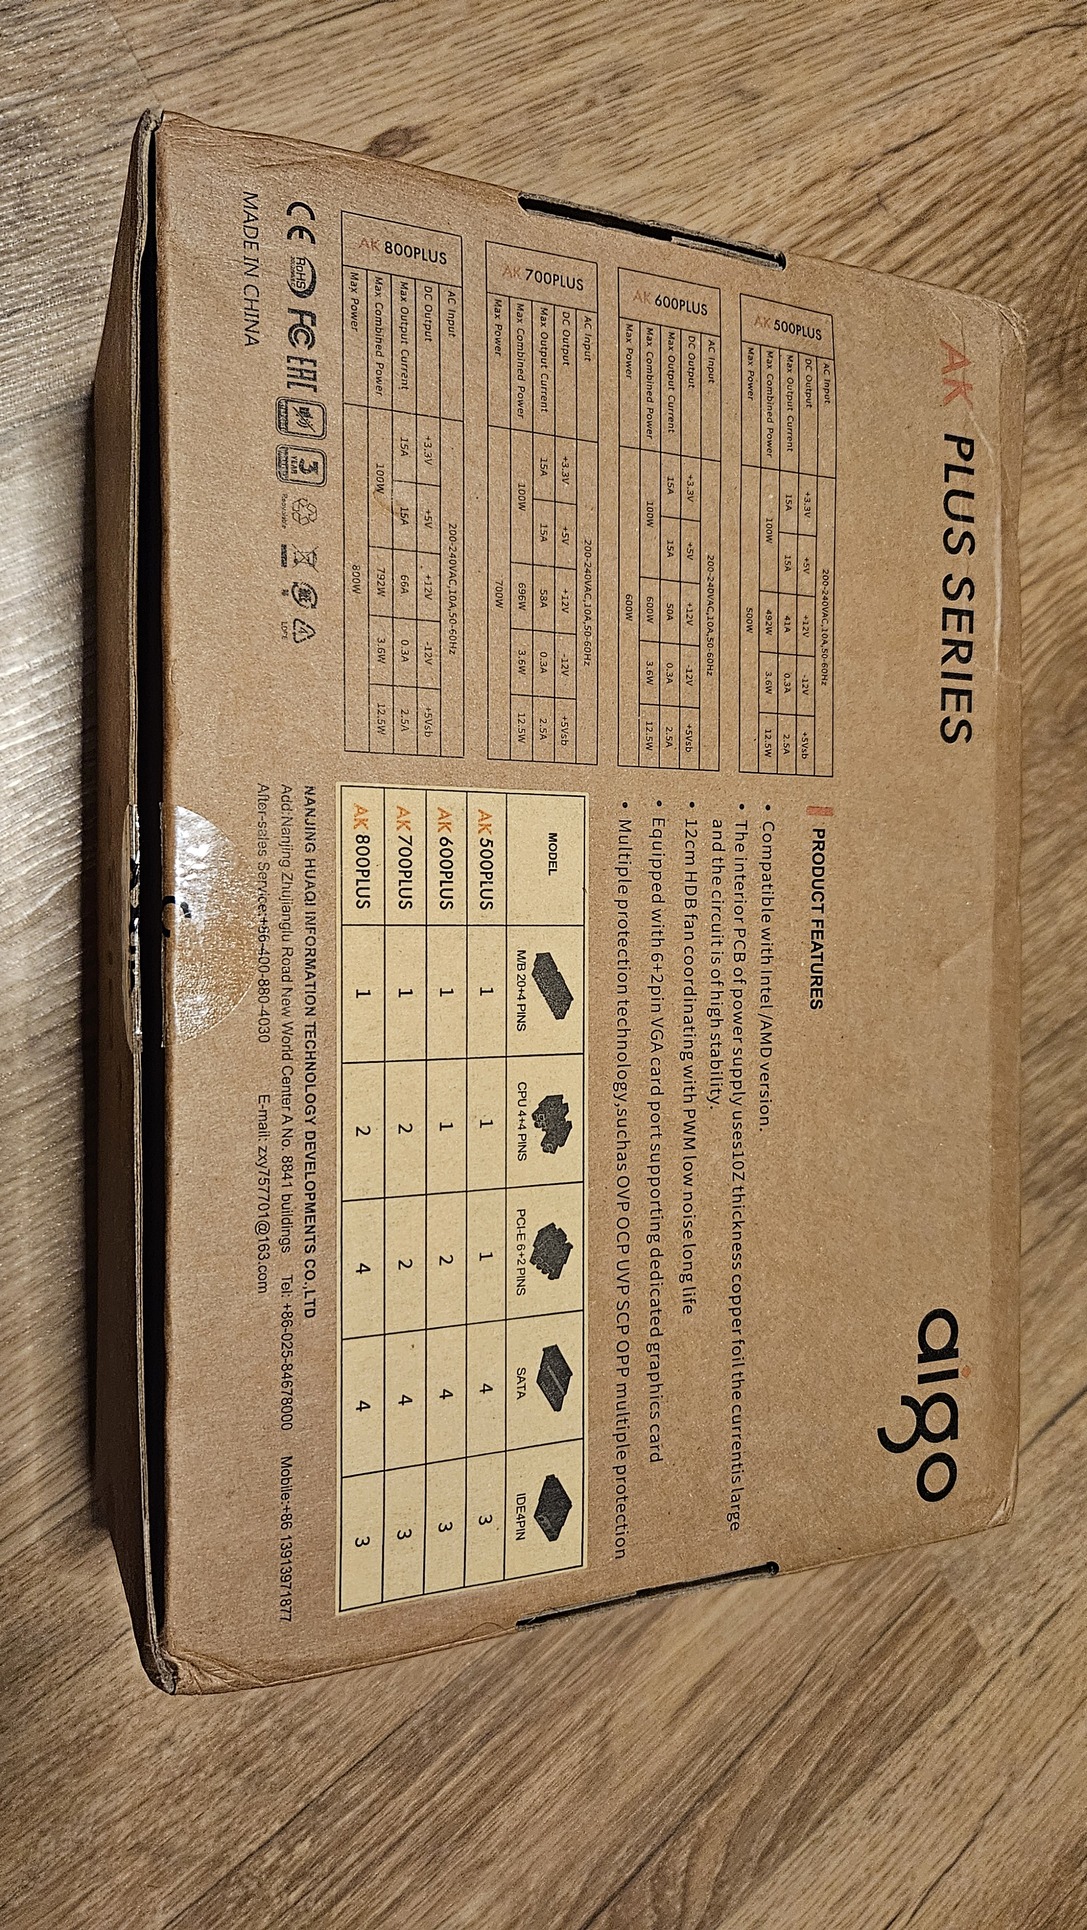 AK PLUS SERIES
aigo
AK 500PLUS
AC Input 200-240VAC,10A,50-60Hz
DC Output +3.3V +5V +12V -12V +5Vsb
Max Output Current 15A 15A 41A 0.3A 2.5A
Max Combined Power 100W 492W 3.6W 12.5W
Max Power 500W
AK 600PLUS
AC Input 200-240VAC,10A,50-60Hz
DC Output +3.3V +5V +12V -12V +5Vsb
Max Output Current 15A 15A 50A 0.3A 2.5A
Max Combined Power 100W 600W 3.6W 12.5W
Max Power 600W
AK 700PLUS
AC Input 200-240VAC,10A,50-60Hz
DC Output +3.3V +5V +12V -12V +5Vsb
Max Output Current 15A 15A 58A 0.3A 2.5A
Max Combined Power 100W 696W 3.6W 12.5W
Max Power 700W
AK 800PLUS
AC Input 200-240VAC,10A,50-60Hz
DC Output +3.3V +5V +12V -12V +5Vsb
Max Output Current 15A 15A 66A 0.3A 2.5A
Max Combined Power 100W 792W 3.6W 12.5W
Max Power 800W
CE RoHS FC EAC 3 YEAR Recyclable 纸 LDPE
MADE IN CHINA
PRODUCT FEATURES
• Compatible with Intel /AMD version.
• The interior PCB of power supply uses10Z thickness copper foil the currentis large
and the circuit is of high stability.
• 12cm HDB fan coordinating with PWM low noise long life
• Equipped with 6+2pin VGA card port supporting dedicated graphics card
• Multiple protection technology,suchas OVP OCP UVP SCP OPP multiple protection
MODEL M/B 20+4 PINS CPU 4+4 PINS PCI-E 6+2 PINS SATA IDE4PIN
AK 500PLUS 1 1 1 4 3
AK 600PLUS 1 1 2 4 3
AK 700PLUS 1 2 2 4 3
AK 800PLUS 1 2 4 4 3
NANJING HUAQI INFORMATION TECHNOLOGY DEVELOPMENTS CO.,LTD
Add:Nanjing Zhujianglu Road New World Center A No. 8841 buildings Tel: +86-025-84678000 Mobile:+86 13913971877
After-sales Service:+86-400-880-4030 E-mail: zxy757701@163.com